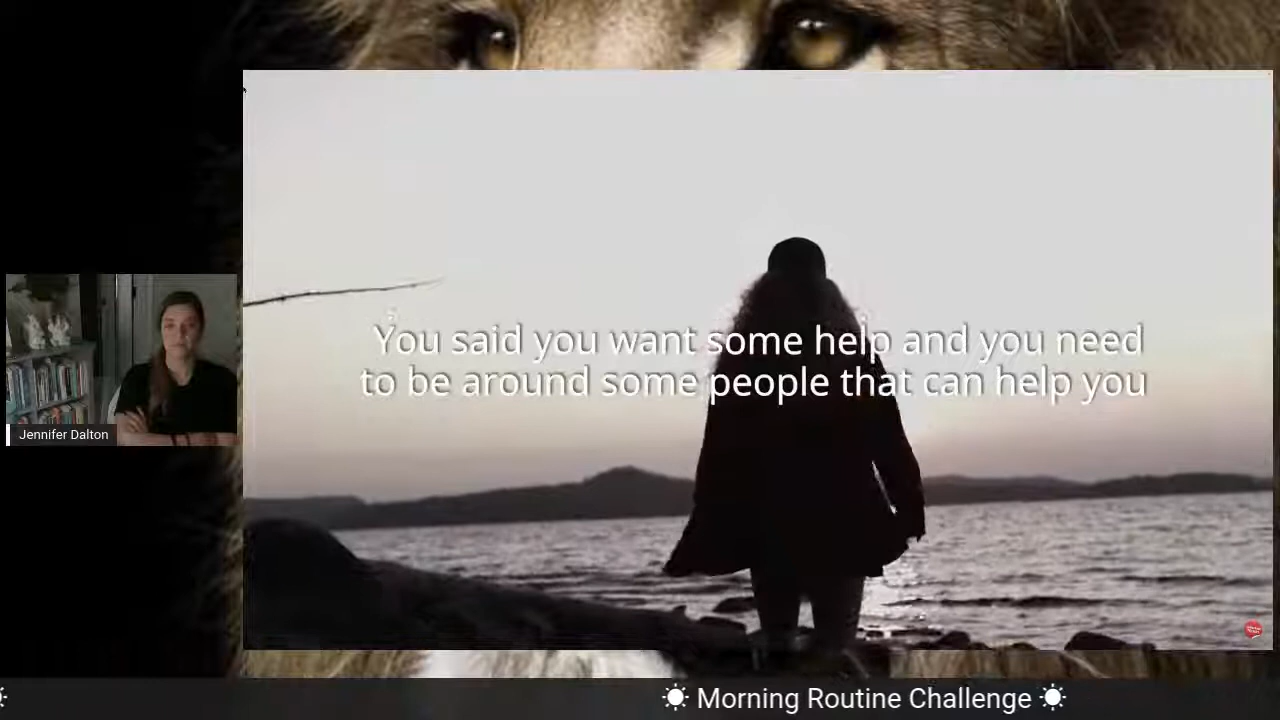 You said you want some help and you need
to be around some people that can help you
Jennifer Dalton
Morning Routine Challenge